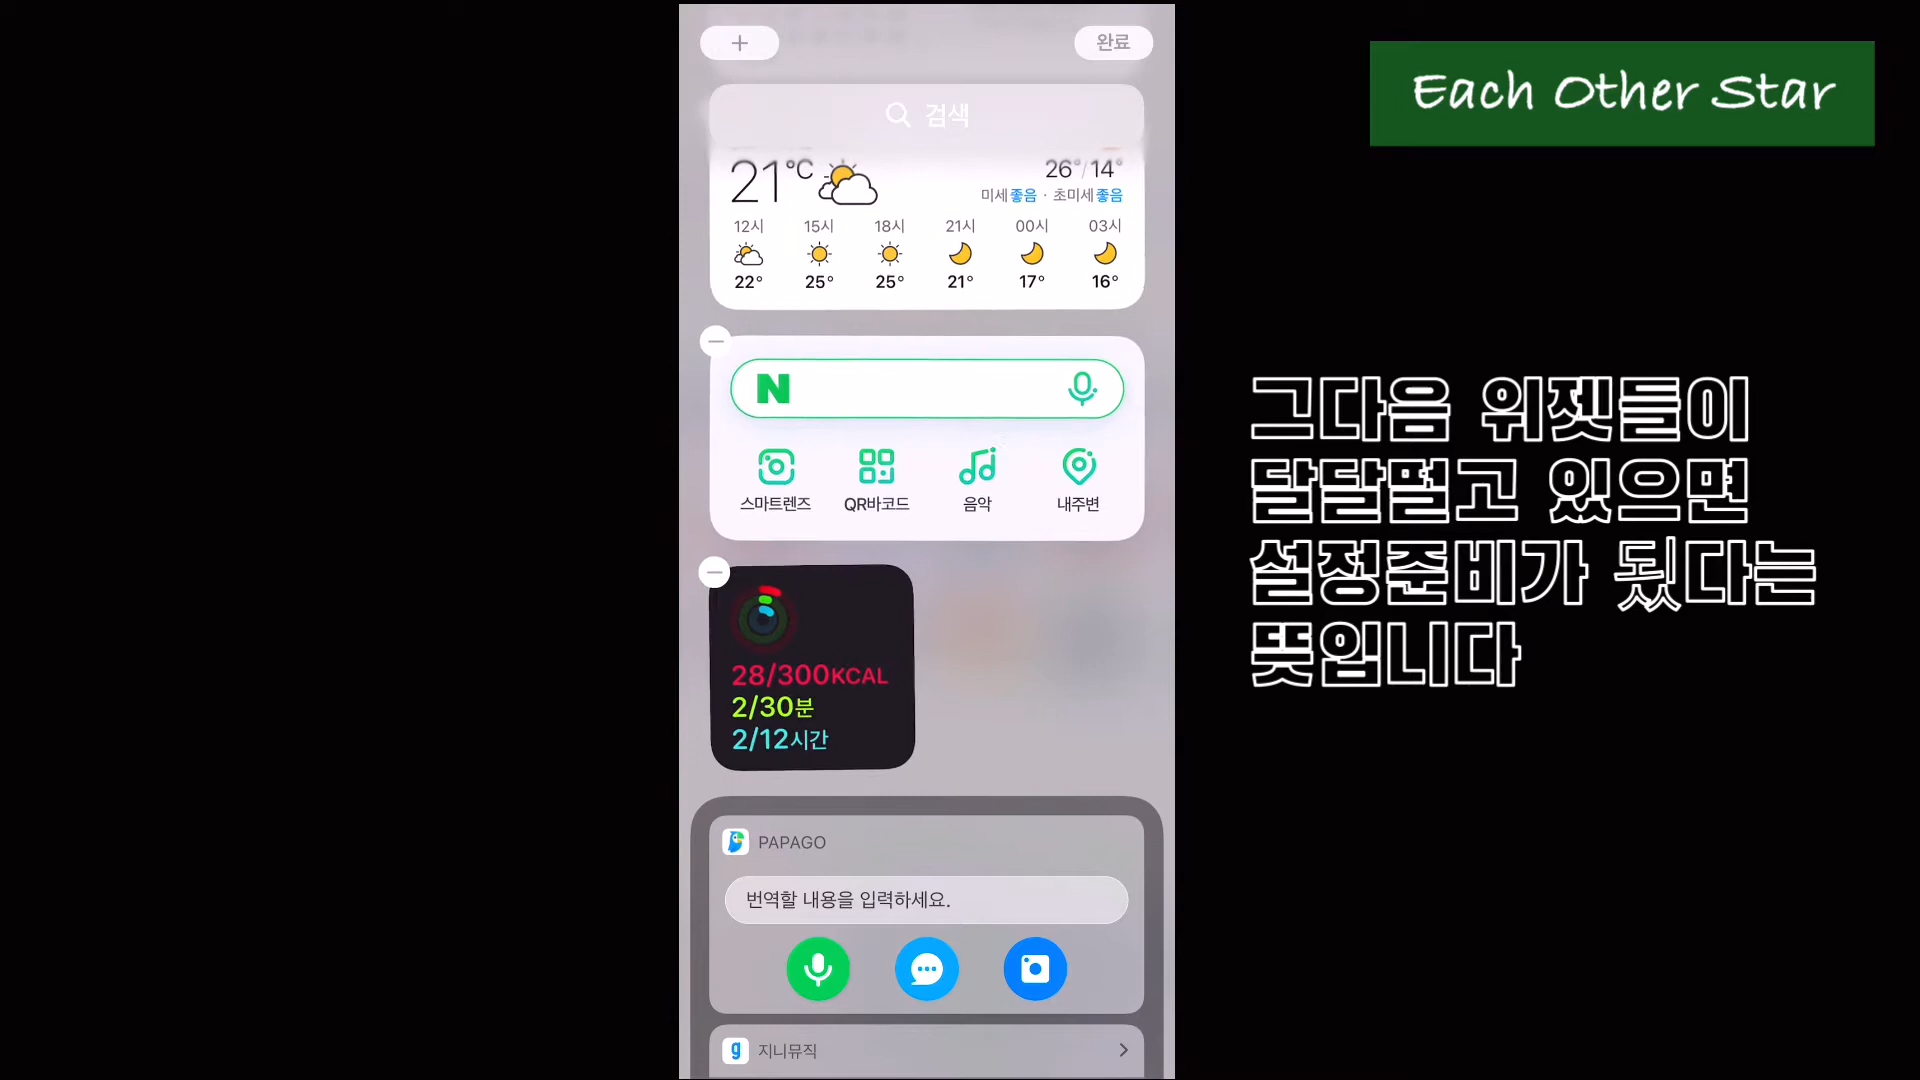 완료
Each Other Star
검색
21°C
26°/14°
미세좋음 · 초미세좋음
12시 15시 18시 21시 00시 03시
22° 25° 25° 21° 17° 16°
N
스마트렌즈 QR바코드 음악 내주변
28/300KCAL
2/30분
2/12시간
PAPAGO
번역할 내용을 입력하세요.
지니뮤직
그다음 위젯들이
달달떨고 있으면
설정준비가 됬다는
뜻입니다